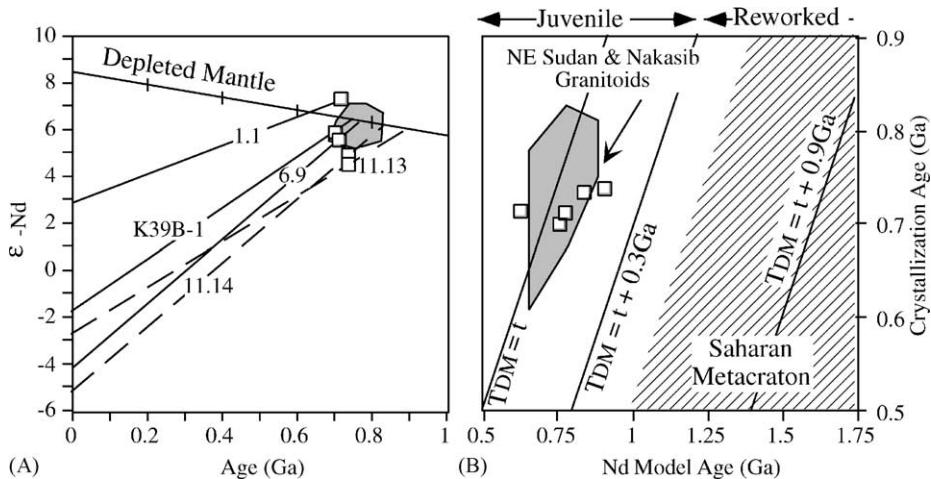 10
8
6
4
2
0
-2
-4
-6
ε -Nd
Depleted Mantle
1.1
6.9
11.13
K39B-1
11.14
0
0.2
0.4
0.6
0.8
1
(A)
Age (Ga)
Juvenile
Reworked
NE Sudan & Nakasib
Granitoids
TDM = t
TDM = t + 0.3Ga
TDM = t + 0.9Ga
Saharan
Metacraton
0.9
0.8
0.7
0.6
0.5
Crystallization Age (Ga)
0.5
0.75
1
1.25
1.5
1.75
(B)
Nd Model Age (Ga)